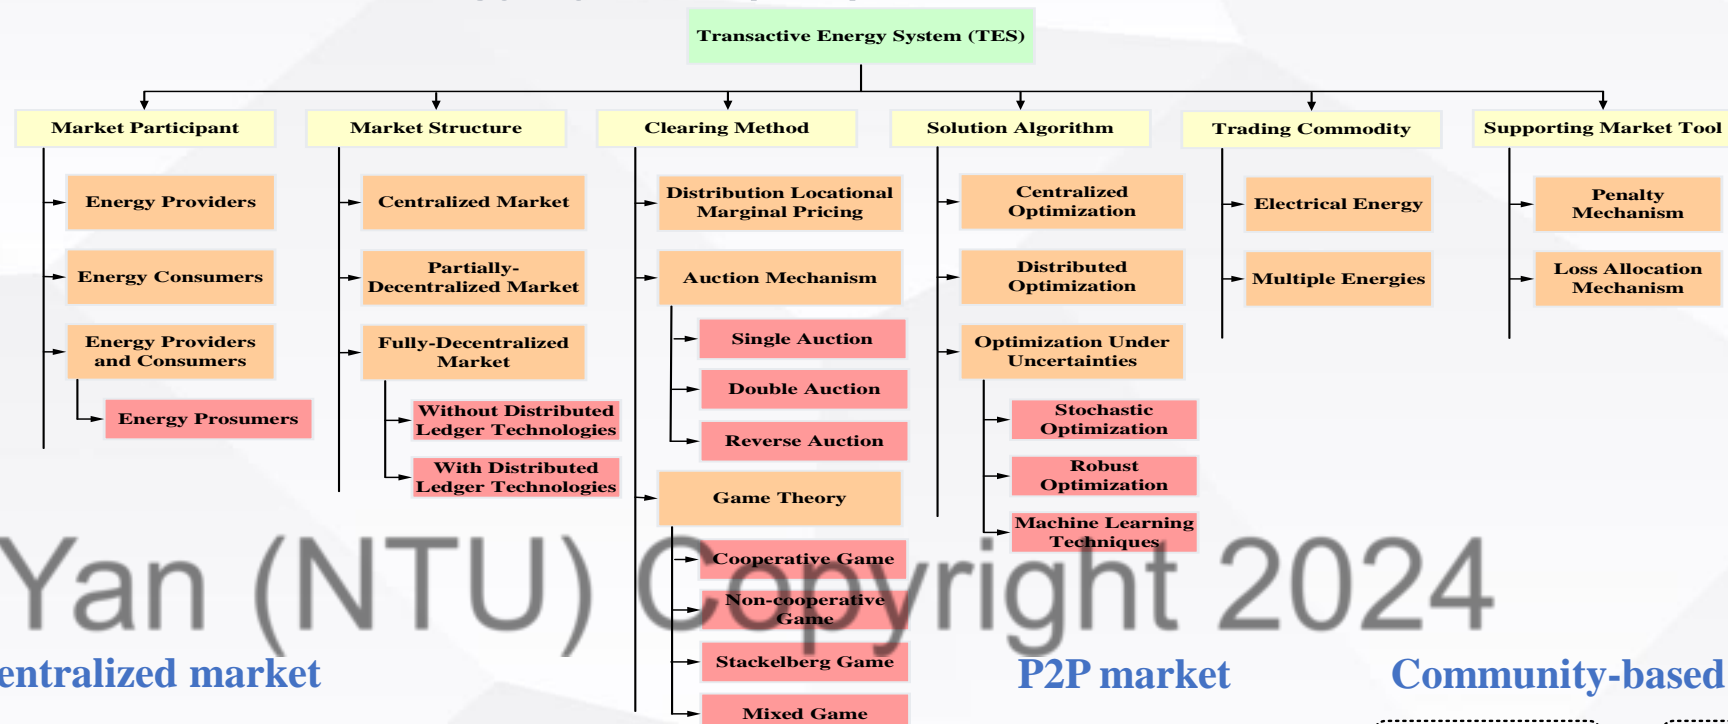 Transactive Energy System (TES)
Market Participant
Energy Providers
Energy Consumers
Energy Providers
and Consumers
Energy Prosumers
Market Structure
Centralized Market
Partially-
Decentralized Market
Fully-Decentralized
Market
Without Distributed
Ledger Technologies
With Distributed
Ledger Technologies
Clearing Method
Distribution Locational
Marginal Pricing
Auction Mechanism
Single Auction
Double Auction
Reverse Auction
Game Theory
Cooperative Game
Non-cooperative
Game
Stackelberg Game
Mixed Game
Solution Algorithm
Centralized
Optimization
Distributed
Optimization
Optimization Under
Uncertainties
Stochastic
Optimization
Robust
Optimization
Machine Learning
Techniques
Trading Commodity
Electrical Energy
Multiple Energies
Supporting Market Tool
Penalty
Mechanism
Loss Allocation
Mechanism
Yan (NTU) Copyright 2024
entralized market
P2P market
Community-based